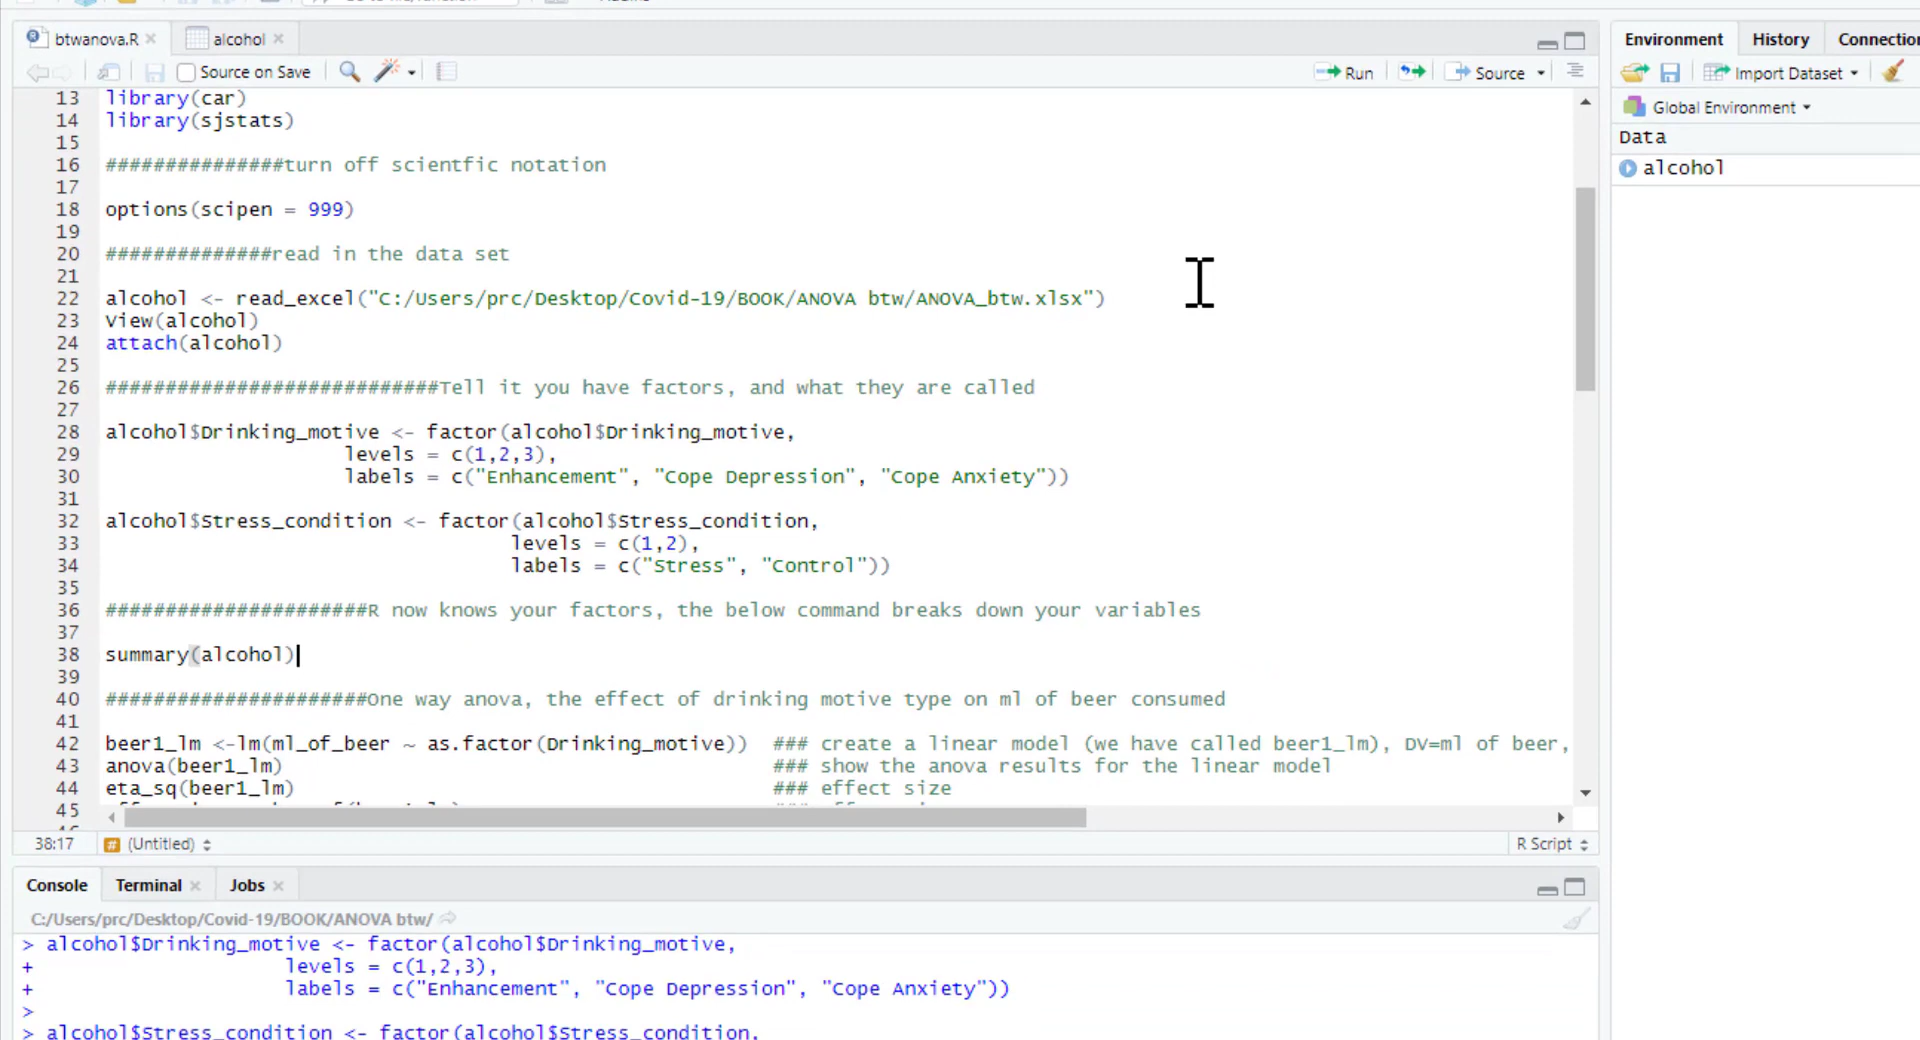 btwanova.R
alcohol
Source on Save
Run
Source
13 library(car)
14 library(sjstats)
15
16 ###############turn off scientfic notation
17
18 options(scipen = 999)
19
20 ##############read in the data set
21
22 alcohol <- read_excel("C:/Users/prc/Desktop/Covid-19/BOOK/ANOVA btw/ANOVA_btw.xlsx")
23 View(alcohol)
24 attach(alcohol)
25
26 ############################Tell it you have factors, and what they are called
27
28 alcohol$Drinking_motive <- factor(alcohol$Drinking_motive,
29 levels = c(1,2,3),
30 labels = c("Enhancement", "Cope Depression", "Cope Anxiety"))
31
32 alcohol$Stress_condition <- factor(alcohol$Stress_condition,
33 levels = c(1,2),
34 labels = c("Stress", "Control"))
35
36 ######################R now knows your factors, the below command breaks down your variables
37
38 summary(alcohol)
39
40 ######################One way anova, the effect of drinking motive type on ml of beer consumed
41
42 beer1_lm <-lm(ml_of_beer ~ as.factor(Drinking_motive)) ### create a linear model (we have called beer1_lm), DV=ml of beer,
43 anova(beer1_lm) ### show the anova results for the linear model
44 eta_sq(beer1_lm) ### effect size
45
38:17
(Untitled)
R Script
Console
Terminal
Jobs
C:/Users/prc/Desktop/Covid-19/BOOK/ANOVA btw/
> alcohol$Drinking_motive <- factor(alcohol$Drinking_motive,
+ levels = c(1,2,3),
+ labels = c("Enhancement", "Cope Depression", "Cope Anxiety"))
>
> alcohol$Stress_condition <- factor(alcohol$Stress_condition,
Environment
History
Connection
Import Dataset
Global Environment
Data
alcohol